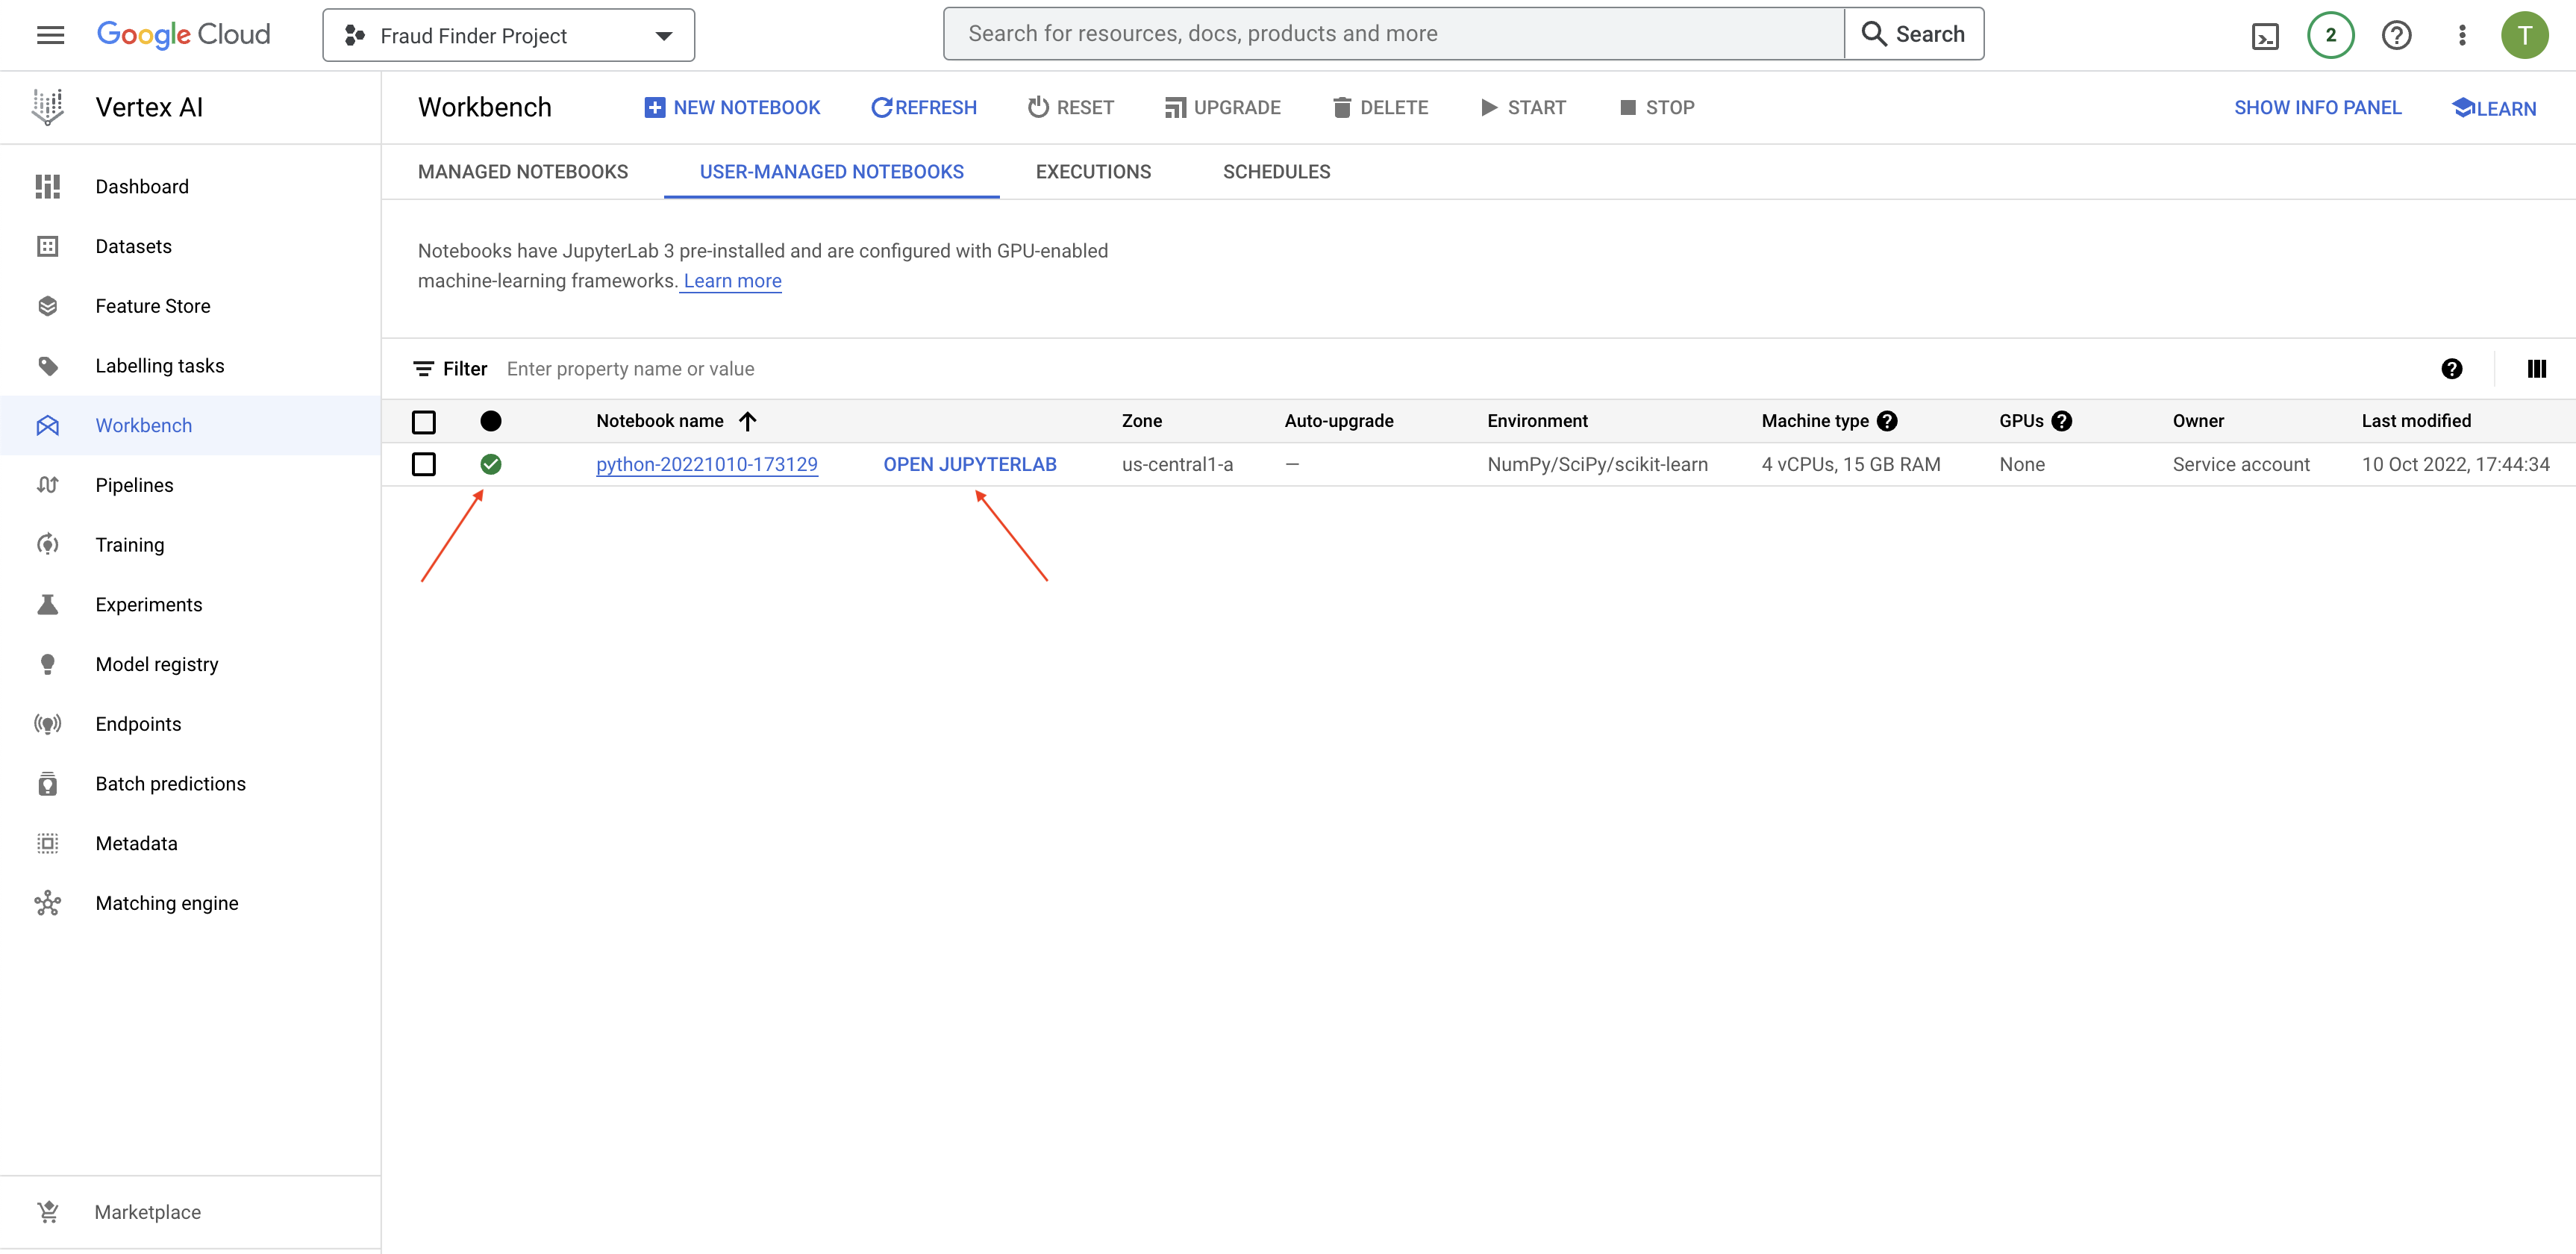 Google Cloud
Fraud Finder Project
Search for resources, docs, products and more
Search
2
T
Vertex AI
Workbench
NEW NOTEBOOK
REFRESH
RESET
UPGRADE
DELETE
START
STOP
SHOW INFO PANEL
LEARN
Dashboard
Datasets
Feature Store
Labelling tasks
Workbench
Pipelines
Training
Experiments
Model registry
Endpoints
Batch predictions
Metadata
Matching engine
Marketplace
MANAGED NOTEBOOKS
USER-MANAGED NOTEBOOKS
EXECUTIONS
SCHEDULES
Notebooks have JupyterLab 3 pre-installed and are configured with GPU-enabled
machine-learning frameworks. Learn more
Filter Enter property name or value
Notebook name Zone Auto-upgrade Environment Machine type GPUs Owner Last modified
python-20221010-173129 OPEN JUPYTERLAB us-central1-a — NumPy/SciPy/scikit-learn 4 vCPUs, 15 GB RAM None Service account 10 Oct 2022, 17:44:34